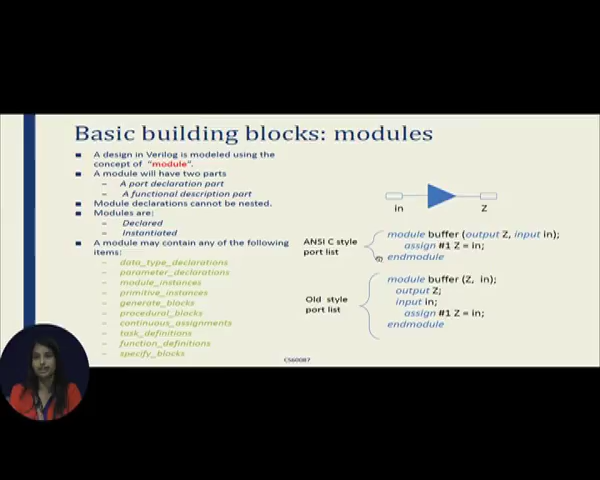 Basic building blocks: modules
A design in Verilog is modeled using the
concept of "module".
A module will have two parts
– A port declaration part
– A functional description part
Module declarations cannot be nested.
Modules are:
– Declared
– Instantiated
A module may contain any of the following
items:
– data_type_declarations
– parameter_declarations
– module_instances
– primitive_instances
– generate_blocks
– procedural_blocks
– continuous_assignments
– task_definitions
– function_definitions
– specify_blocks
in
Z
ANSI C style
port list
module buffer (output Z, input in);
assign #1 Z = in;
endmodule
Old style
port list
module buffer (Z, in);
output Z;
input in;
assign #1 Z = in;
endmodule
CS60087